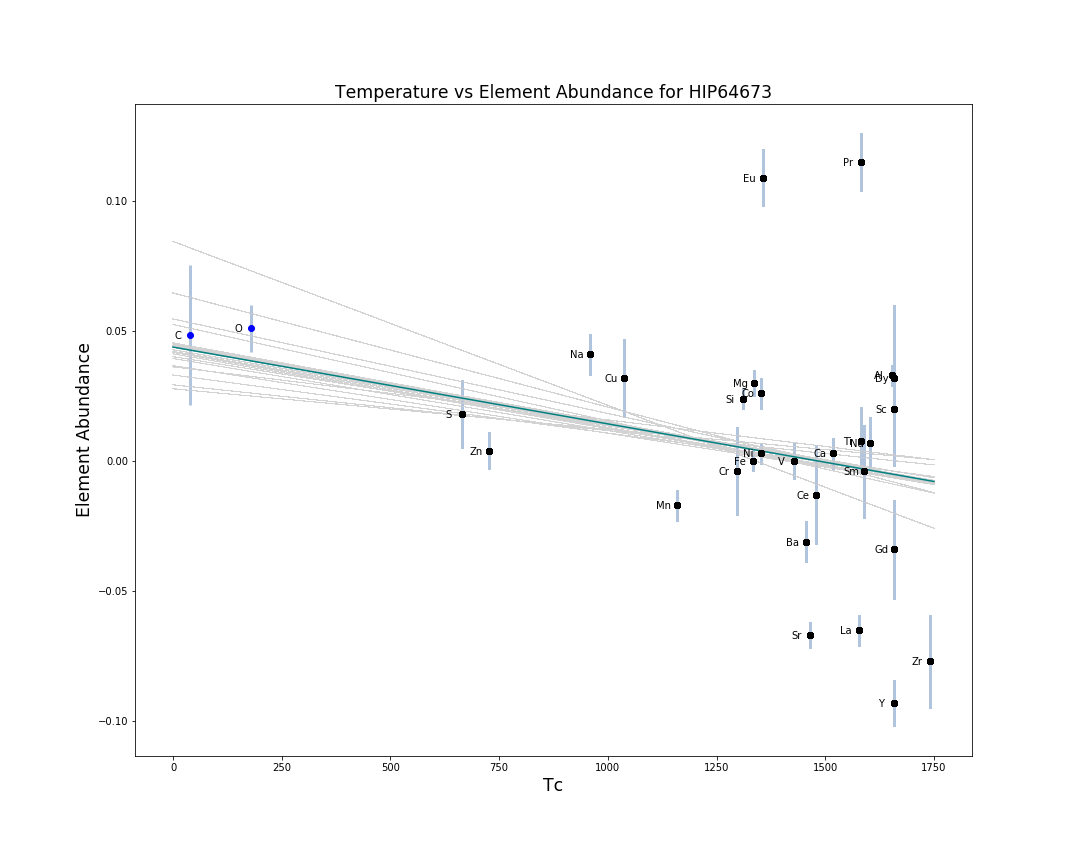 Temperature vs Element Abundance for HIP64673
Element Abundance
0.10
0.05
0.00
−0.05
−0.10
Pr
Eu
C
O
Na
Cu
Mg
Co
Si
Al
Dy
Sc
S
Zn
Ni
Fe
Cr
V
Ca
Sm
Mn
Ce
Ba
Gd
Sr
La
Zr
Y
0
250
500
750
1000
1250
1500
1750
Tc